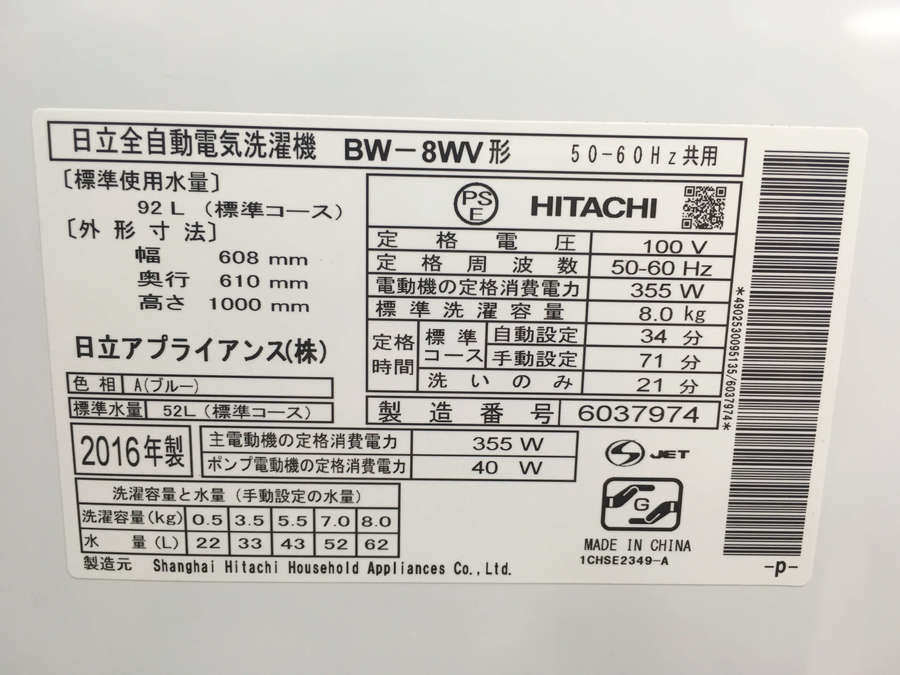 日立全自動電気洗濯機 BW-8WV形 50-60Hz共用
〔標準使用水量〕
92L (標準コース)
〔外形寸法〕
幅 608 mm
奥行 610 mm
高さ 1000 mm
日立アプライアンス(株)
色相 A(ブルー)
標準水量 52L(標準コース)
PSE HITACHI
定格電圧 100 V
定格周波数 50-60 Hz
電動機の定格消費電力 355 W
標準洗濯容量 8.0 kg
定格時間 標準コース 自動設定 34 分
手動設定 71 分
洗いのみ 21 分
製造番号 6037974
2016年製
主電動機の定格消費電力 355 W
ポンプ電動機の定格消費電力 40 W
洗濯容量と水量(手動設定の水量)
洗濯容量(kg) 0.5 3.5 5.5 7.0 8.0
水量(L) 22 33 43 52 62
製造元 Shanghai Hitachi Household Appliances Co.,Ltd.
S JET
G
MADE IN CHINA
1CHSE2349-A
*4902530095135/6037974*
-p-